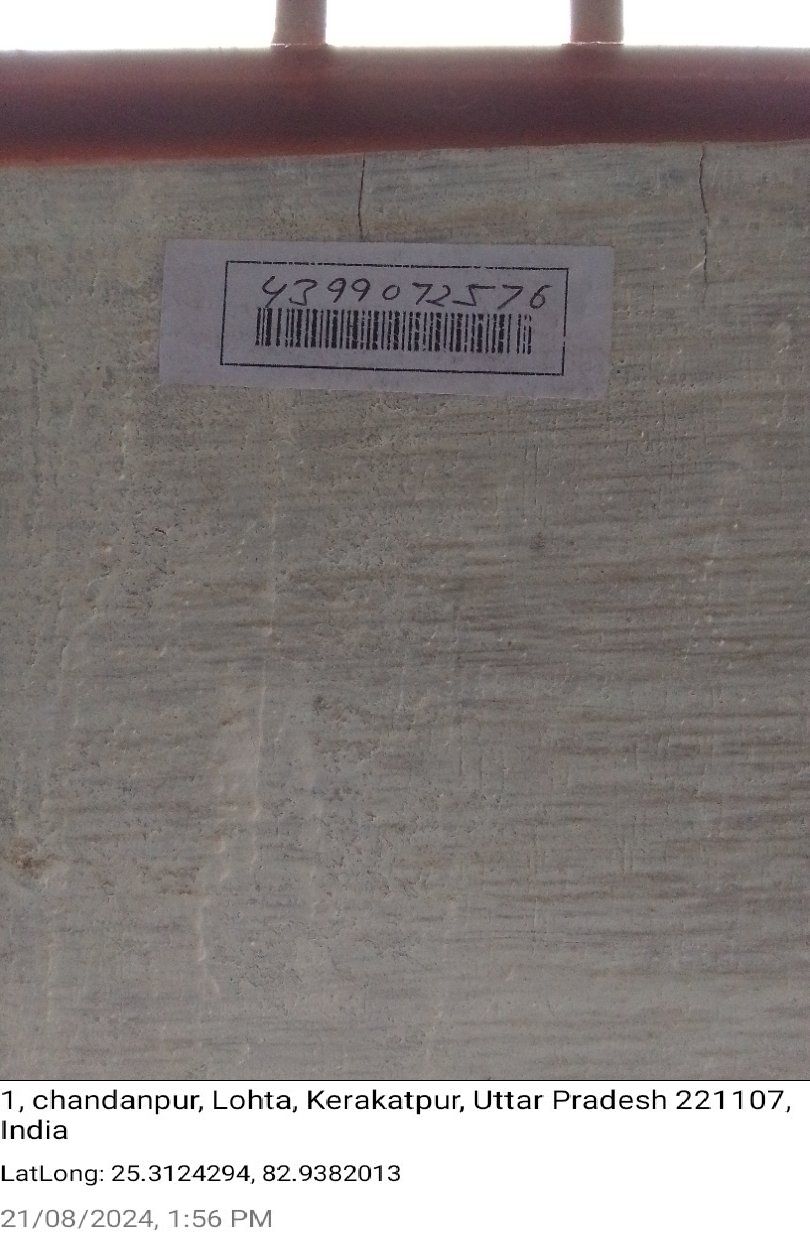 4399072576
1, chandanpur, Lohta, Kerakatpur, Uttar Pradesh 221107,
India
LatLong: 25.3124294, 82.9382013
21/08/2024, 1:56 PM